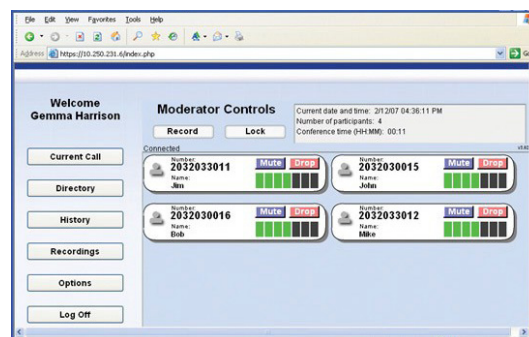 File Edit View Favorites Tools Help
Address https://10.250.231.6/index.php
Welcome
Gemma Harrison
Current Call
Directory
History
Recordings
Options
Log Off
Moderator Controls
Record Lock
Current date and time: 2/12/07 04:36:11 PM
Number of participants: 4
Conference time (HH:MM): 00:11
Connected
Number:
2032033011
Name:
Jim
Mute Drop
Number:
2032030015
Name:
John
Mute Drop
Number:
2032030016
Name:
Bob
Mute Drop
Number:
2032033012
Name:
Mike
Mute Drop